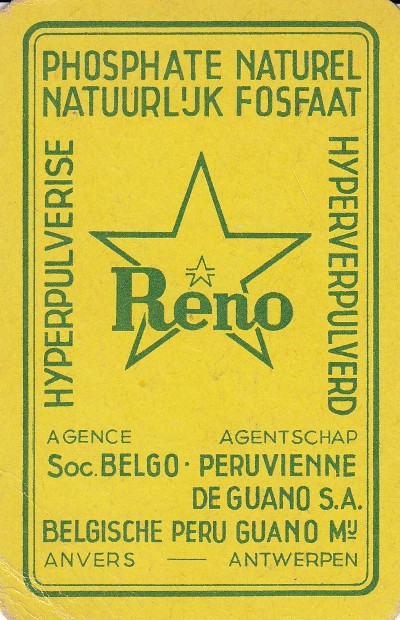 PHOSPHATE NATUREL
NATUURLIJK FOSFAAT
HYPERPULVERISE
HYPERVERPULVERD
Reno
AGENCE AGENTSCHAP
Soc. BELGO · PERUVIENNE
DE GUANO S.A.
BELGISCHE PERU GUANO MIJ
ANVERS — ANTWERPEN